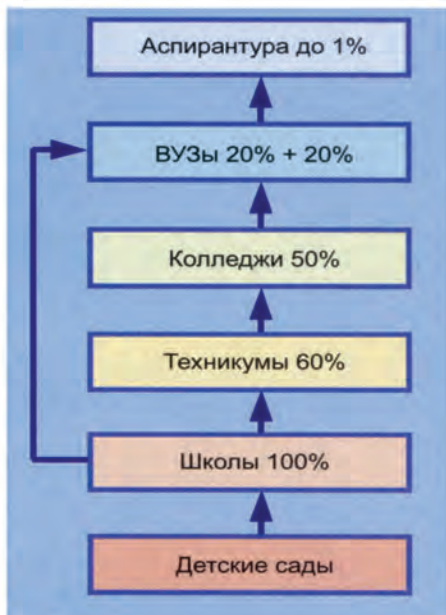 Аспирантура до 1%
ВУЗы 20% + 20%
Колледжи 50%
Техникумы 60%
Школы 100%
Детские сады